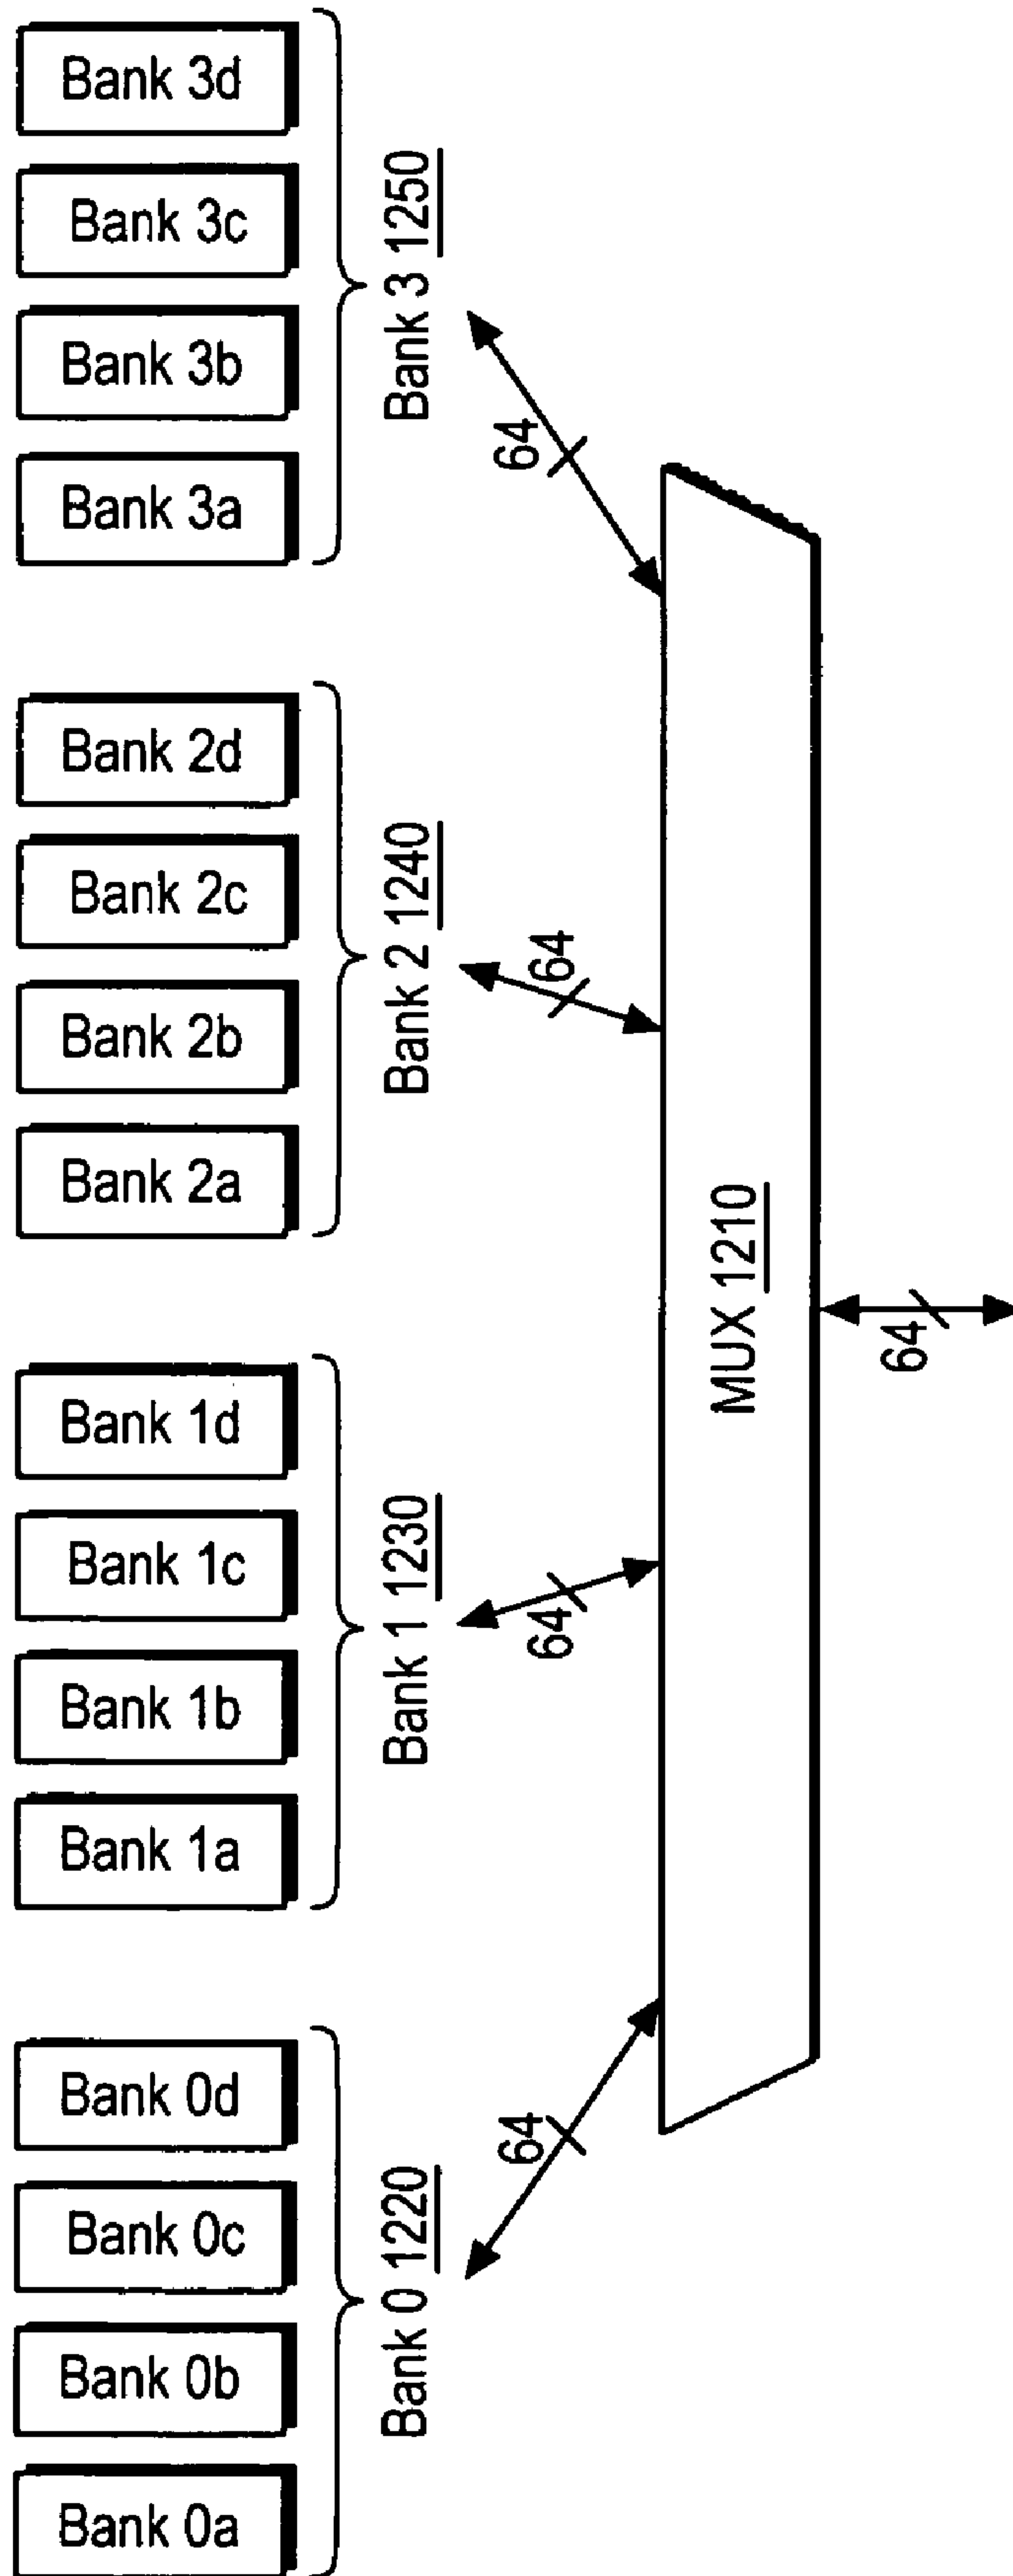 Bank 0a
Bank 0b
Bank 0c
Bank 0d
Bank 1a
Bank 1b
Bank 1c
Bank 1d
Bank 2a
Bank 2b
Bank 2c
Bank 2d
Bank 3a
Bank 3b
Bank 3c
Bank 3d
Bank 0 1220
Bank 1 1230
Bank 2 1240
Bank 3 1250
64
64
64
64
MUX 1210
64